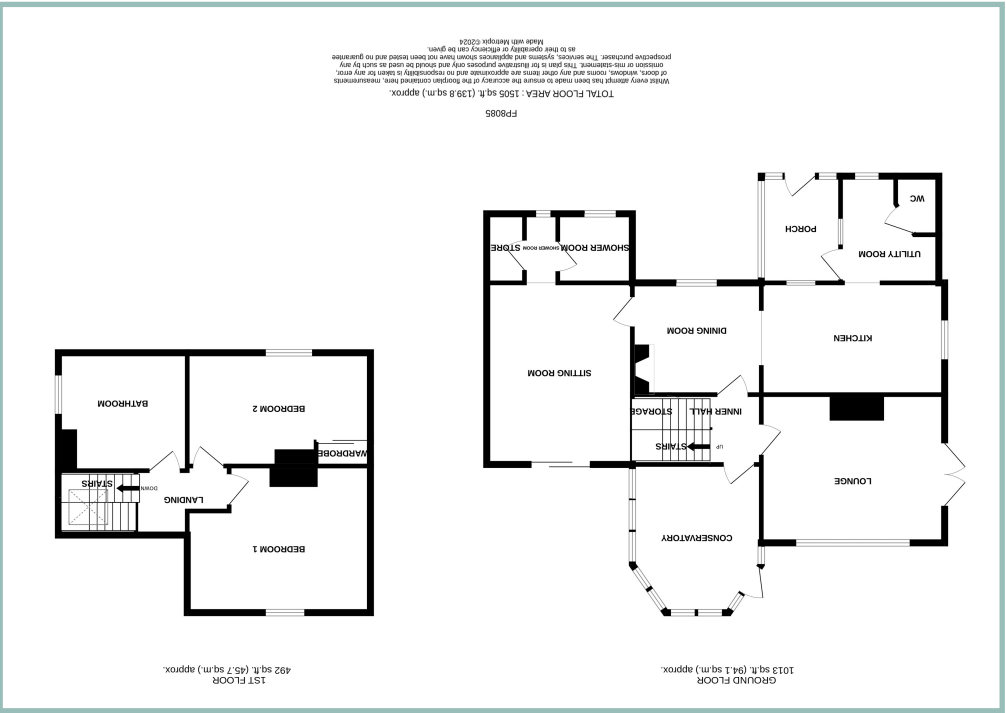 GROUND FLOOR
1013 sq.ft. (94.1 sq.m.) approx.
1ST FLOOR
492 sq.ft. (45.7 sq.m.) approx.
CONSERVATORY
LOUNGE
STAIRS
UP
STORAGE
INNER HALL
SITTING ROOM
DINING ROOM
KITCHEN
STORE
SHOWER ROOM
SHOWER ROOM
PORCH
UTILITY ROOM
WC
BEDROOM 1
LANDING
DOWN
STAIRS
WARDROBE
BEDROOM 2
BATHROOM
FP8085
TOTAL FLOOR AREA : 1505 sq.ft. (139.8 sq.m.) approx.
Whilst every attempt has been made to ensure the accuracy of the floorplan contained here, measurements
of doors, windows, rooms and any other items are approximate and no responsibility is taken for any error,
omission or mis-statement. This plan is for illustrative purposes only and should be used as such by any
prospective purchaser. The services, systems and appliances shown have not been tested and no guarantee
as to their operability or efficiency can be given.
Made with Metropix ©2024